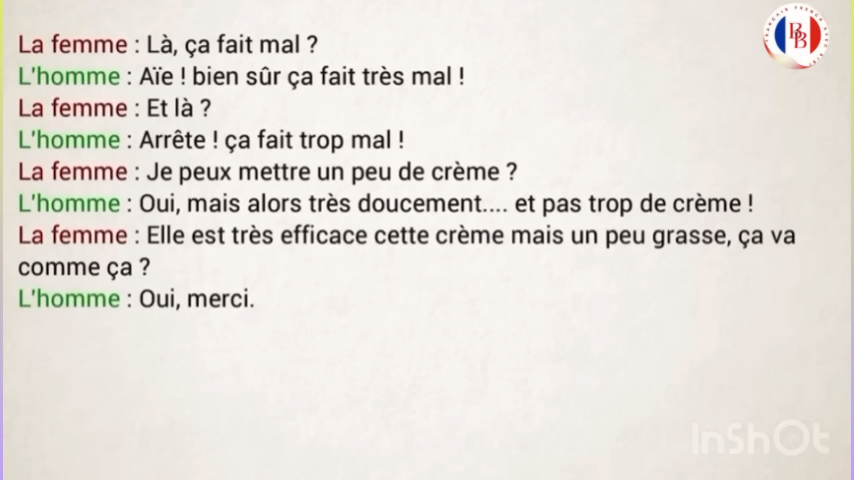 La femme : Là, ça fait mal ?
L'homme : Aïe ! bien sûr ça fait très mal !
La femme : Et là ?
L'homme : Arrête ! ça fait trop mal !
La femme : Je peux mettre un peu de crème ?
L'homme : Oui, mais alors très doucement.... et pas trop de crème !
La femme : Elle est très efficace cette crème mais un peu grasse, ça va
comme ça ?
L'homme : Oui, merci.
InShOt